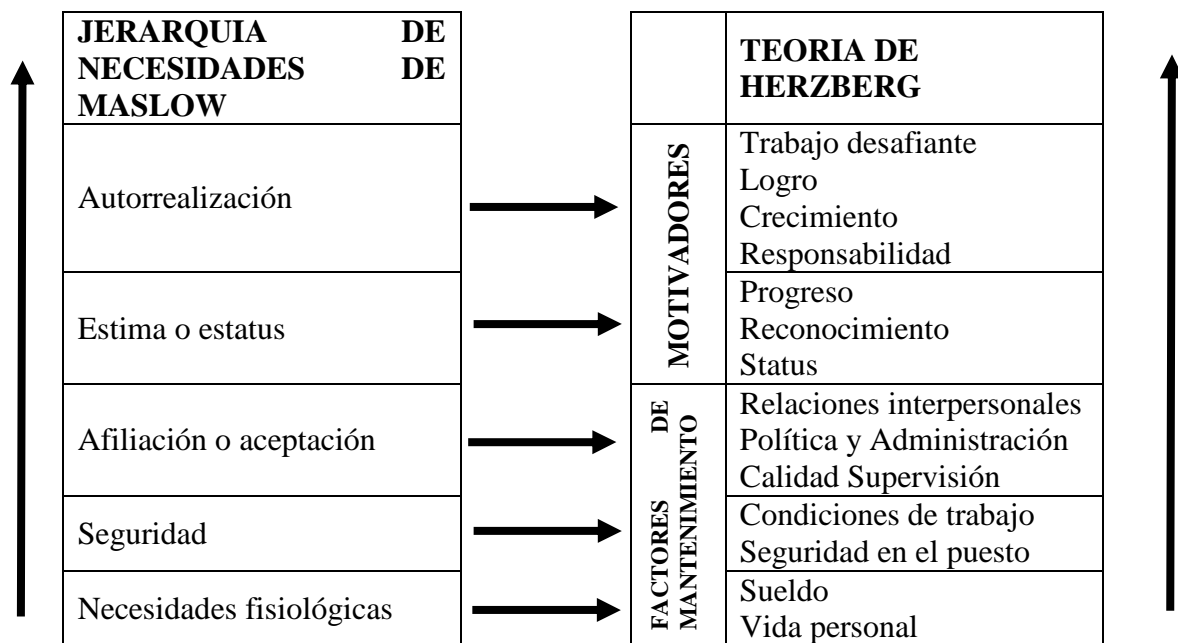 JERARQUIA DE
NECESIDADES DE
MASLOW
TEORIA DE
HERZBERG
Autorrealización
MOTIVADORES
Trabajo desafiante
Logro
Crecimiento
Responsabilidad
Estima o estatus
Progreso
Reconocimiento
Status
Afiliación o aceptación
FACTORES DE
MANTENIMIENTO
Relaciones interpersonales
Política y Administración
Calidad Supervisión
Seguridad
Condiciones de trabajo
Seguridad en el puesto
Necesidades fisiológicas
Sueldo
Vida personal